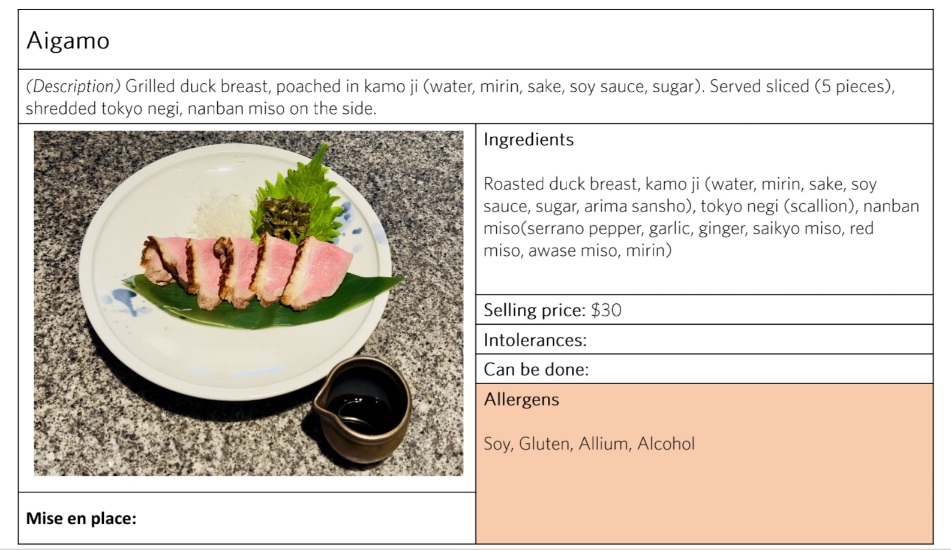 Aigamo
(Description) Grilled duck breast, poached in kamo ji (water, mirin, sake, soy sauce, sugar). Served sliced (5 pieces),
shredded tokyo negi, nanban miso on the side.
Ingredients
Roasted duck breast, kamo ji (water, mirin, sake, soy
sauce, sugar, arima sansho), tokyo negi (scallion), nanban
miso(serrano pepper, garlic, ginger, saikyo miso, red
miso, awase miso, mirin)
Selling price: $30
Intolerances:
Can be done:
Allergens
Soy, Gluten, Allium, Alcohol
Mise en place: